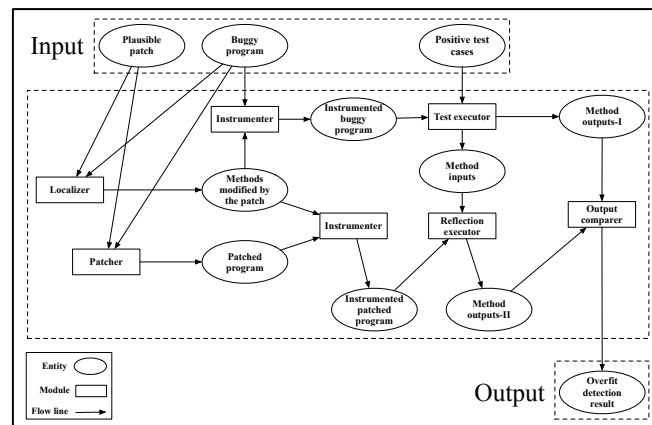 Input
Plausible
patch
Buggy
program
Positive test
cases
Instrumenter
Instrumented
buggy
program
Test executor
Method
outputs-I
Localizer
Methods
modified by
the patch
Method
inputs
Instrumenter
Reflection
executor
Output
comparer
Patcher
Patched
program
Instrumented
patched
program
Method
outputs-II
Entity
Module
Flow line
Output
Overfit
detection
result